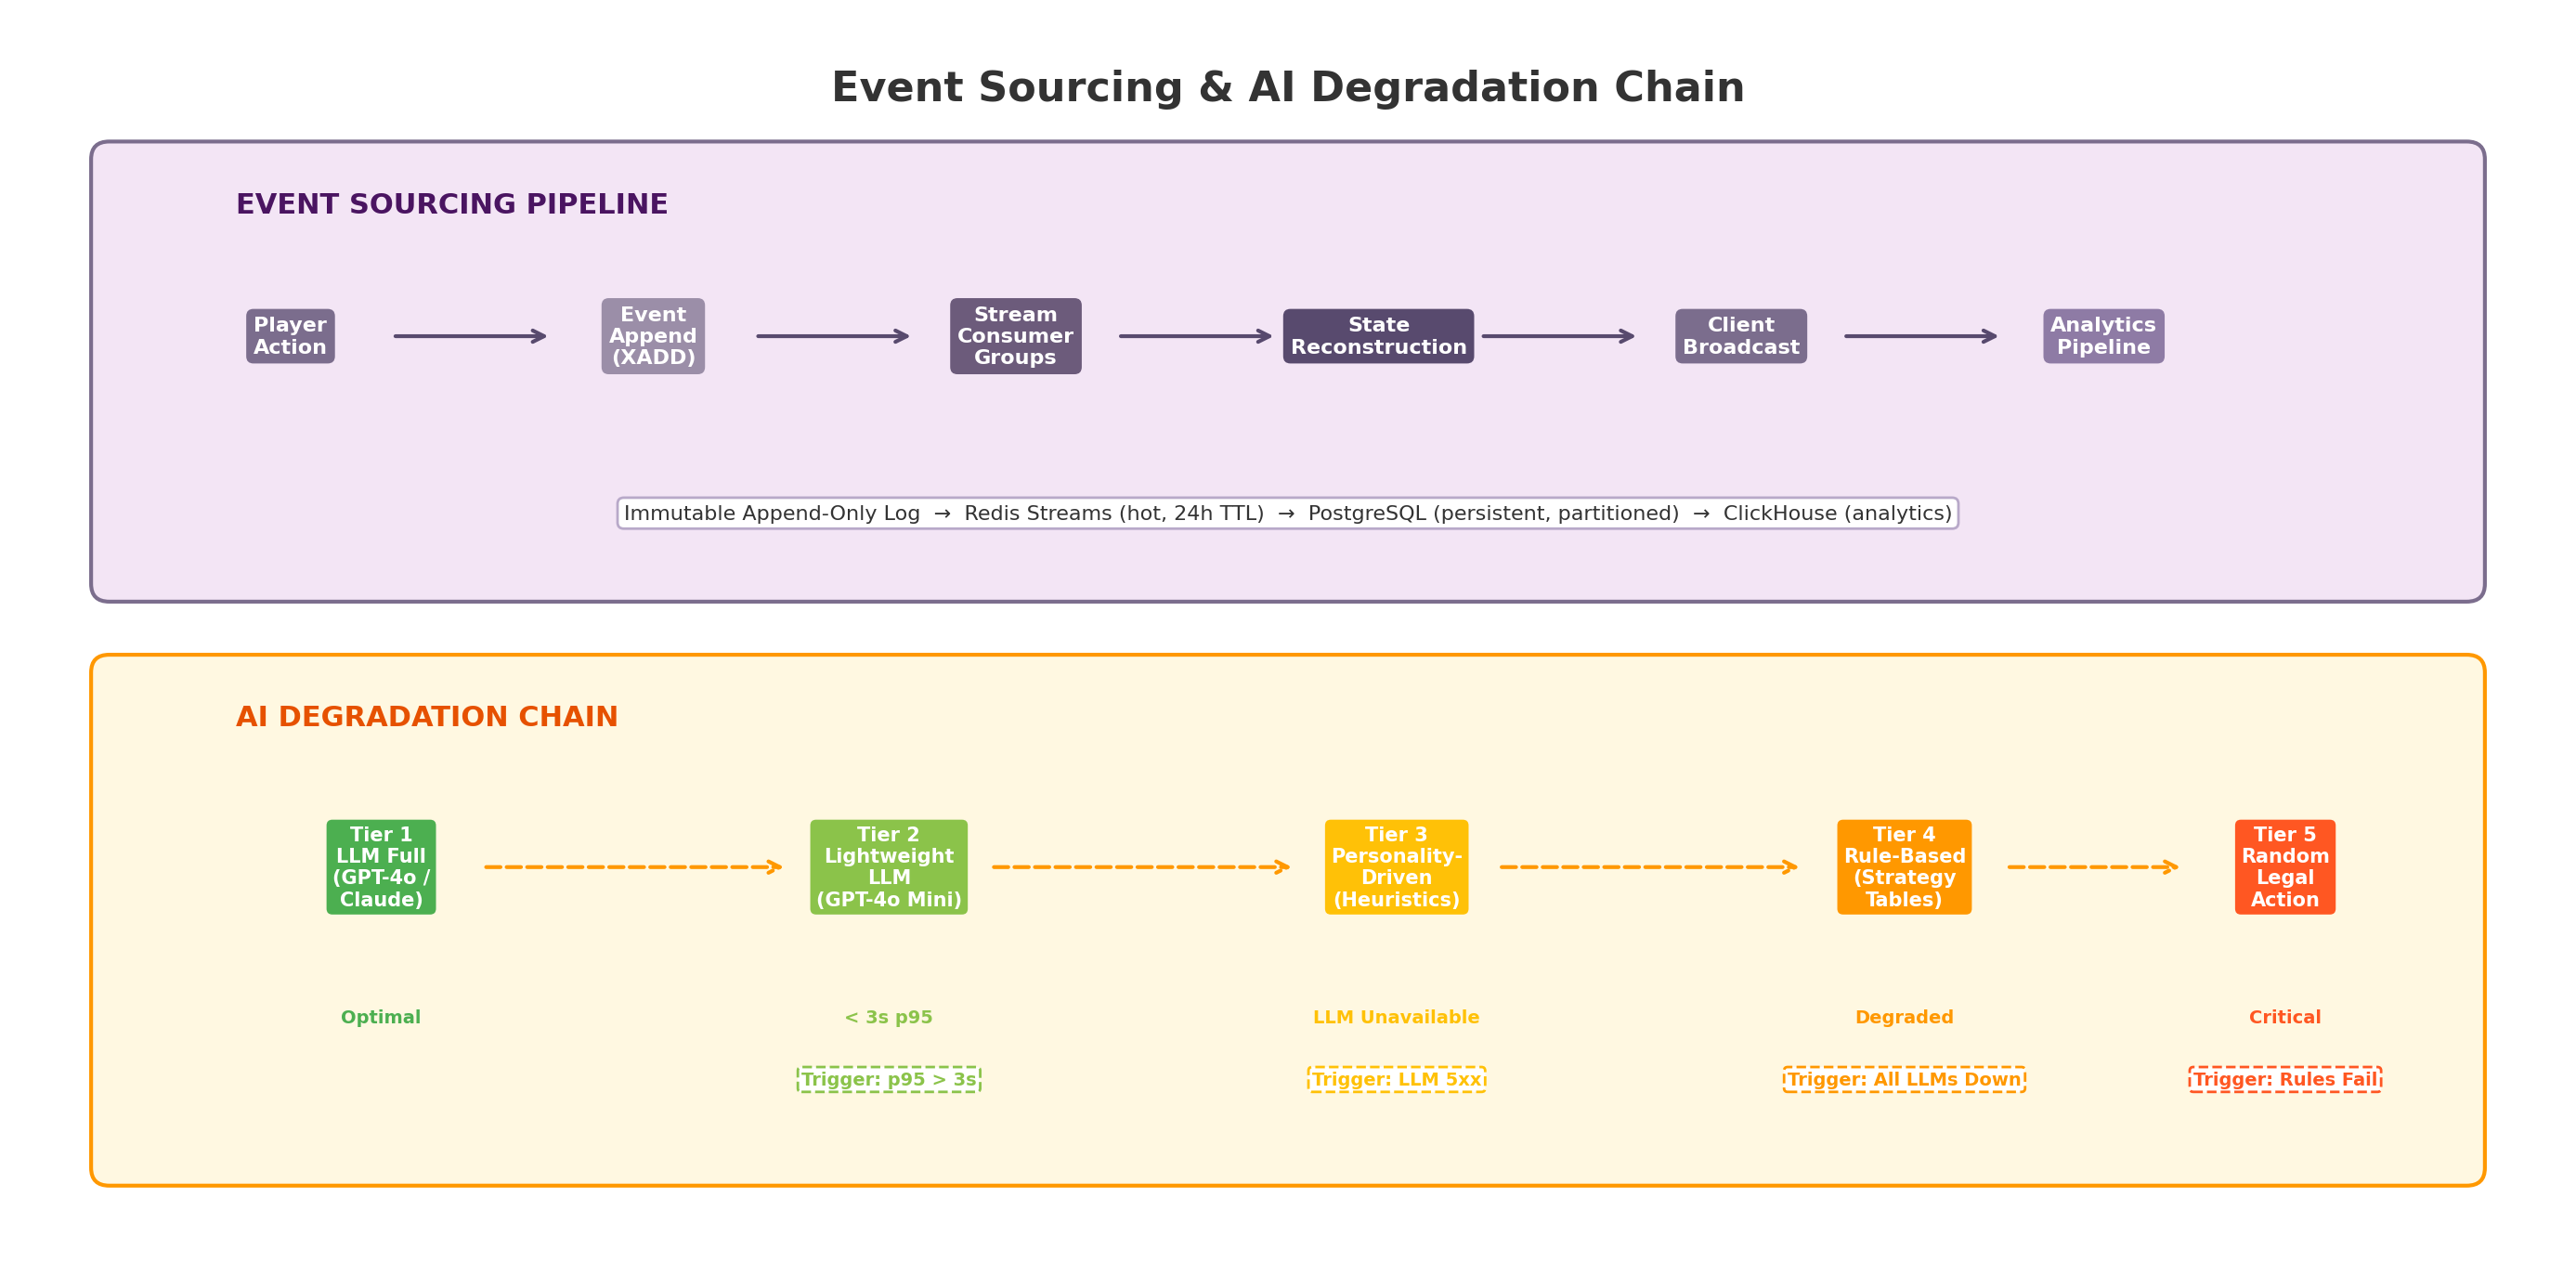 Event Sourcing & AI Degradation Chain
EVENT SOURCING PIPELINE
Player
Action
Event
Append
(XADD)
Stream
Consumer
Groups
State
Reconstruction
Client
Broadcast
Analytics
Pipeline
Immutable Append-Only Log → Redis Streams (hot, 24h TTL) → PostgreSQL (persistent, partitioned) → ClickHouse (analytics)
AI DEGRADATION CHAIN
Tier 1
LLM Full
(GPT-4o /
Claude)
Tier 2
Lightweight
LLM
(GPT-4o Mini)
Tier 3
Personality-
Driven
(Heuristics)
Tier 4
Rule-Based
(Strategy
Tables)
Tier 5
Random
Legal
Action
Optimal
< 3s p95
LLM Unavailable
Degraded
Critical
Trigger: p95 > 3s
Trigger: LLM 5xx
Trigger: All LLMs Down
Trigger: Rules Fail